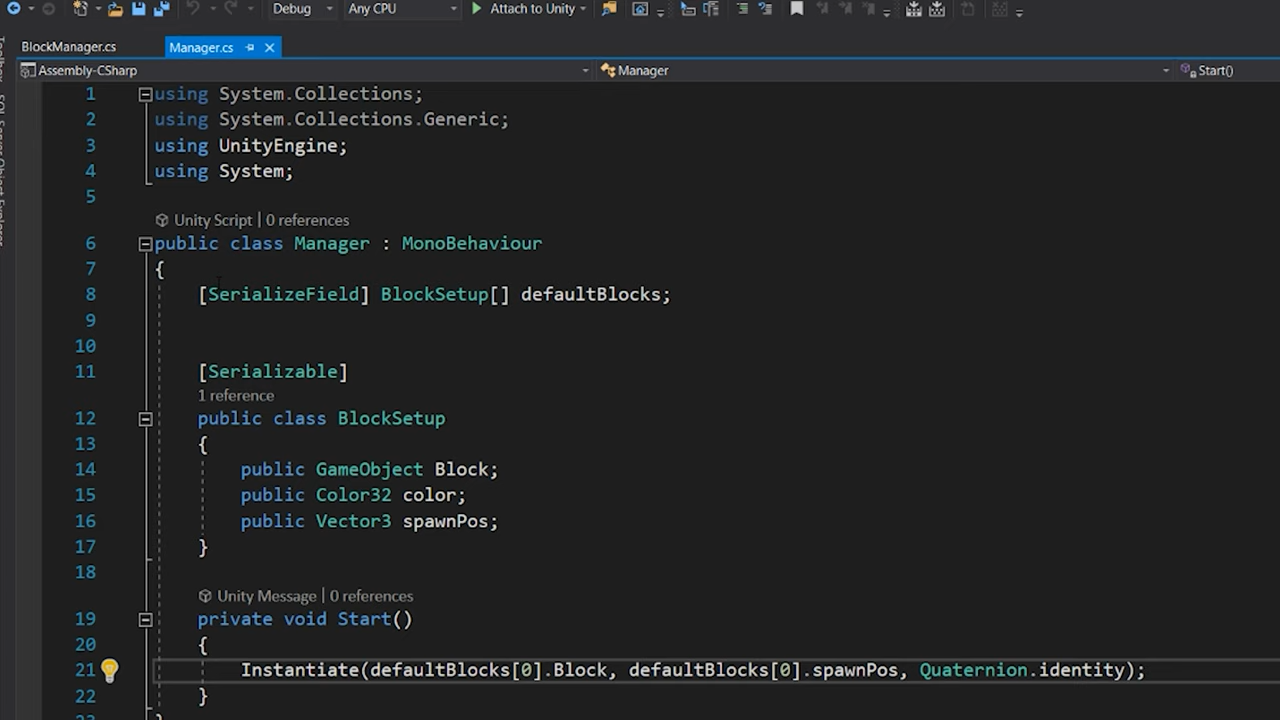 Debug Any CPU Attach to Unity
BlockManager.cs Manager.cs
Assembly-CSharp Manager Start()
1 using System.Collections;
2 using System.Collections.Generic;
3 using UnityEngine;
4 using System;
5
Unity Script | 0 references
6 public class Manager : MonoBehaviour
7 {
8 [SerializeField] BlockSetup[] defaultBlocks;
9
10
11 [Serializable]
1 reference
12 public class BlockSetup
13 {
14 public GameObject Block;
15 public Color32 color;
16 public Vector3 spawnPos;
17 }
18
Unity Message | 0 references
19 private void Start()
20 {
21 Instantiate(defaultBlocks[0].Block, defaultBlocks[0].spawnPos, Quaternion.identity);
22 }